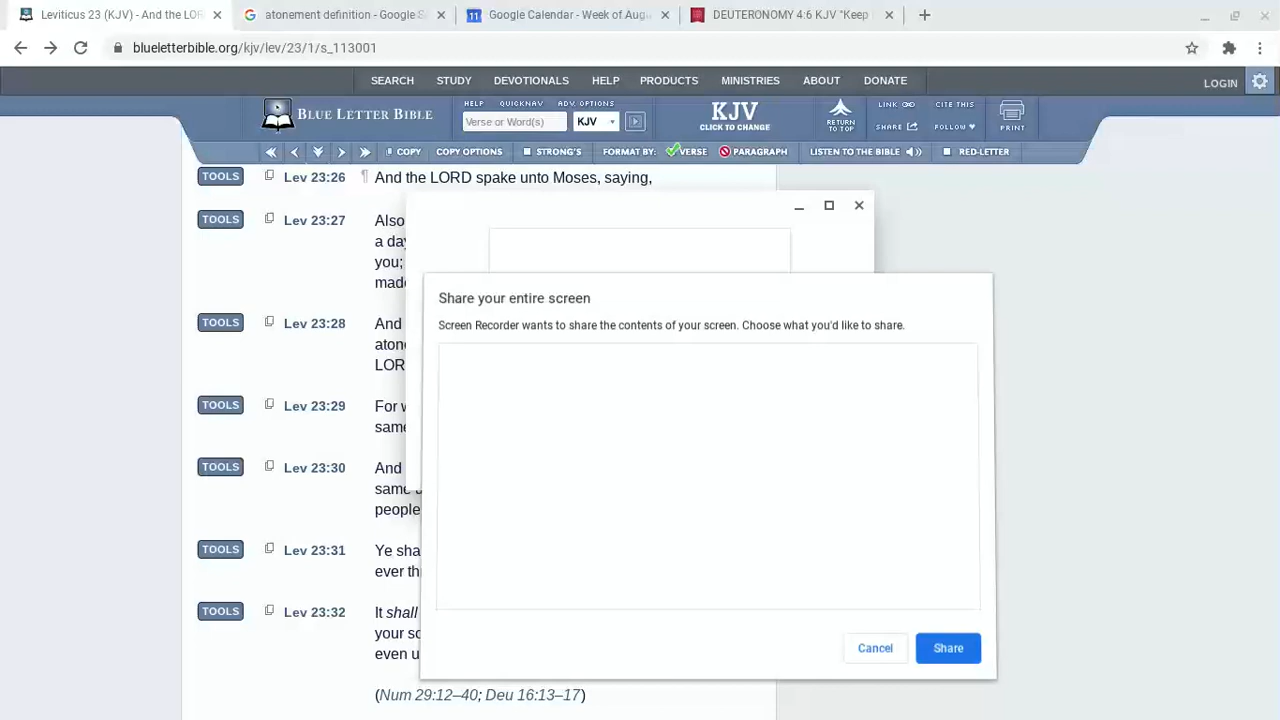 Leviticus 23 (KJV) - And the LOR
atonement definition - Google S
Google Calendar - Week of Aug
DEUTERONOMY 4:6 KJV "Keep
blueletterbible.org/kjv/lev/23/1/s_113001
SEARCH STUDY DEVOTIONALS HELP PRODUCTS MINISTRIES ABOUT DONATE
LOGIN
BLUE LETTER BIBLE
HELP QUICKNAV ADV. OPTIONS
Verse or Word(s) KJV
KJV
CLICK TO CHANGE
RETURN
TO TOP
LINK CITE THIS
SHARE FOLLOW
PRINT
COPY COPY OPTIONS STRONG'S FORMAT BY: VERSE PARAGRAPH LISTEN TO THE BIBLE RED-LETTER
TOOLS Lev 23:26 ¶ And the LORD spake unto Moses, saying,
TOOLS Lev 23:27 Also
a day
you;
made
TOOLS Lev 23:28 And
atone
LOR
TOOLS Lev 23:29 For w
same
TOOLS Lev 23:30 And
same
people
TOOLS Lev 23:31 Ye sha
ever th
TOOLS Lev 23:32 It shall
your so
even u
(Num 29:12–40; Deu 16:13–17)
Share your entire screen
Screen Recorder wants to share the contents of your screen. Choose what you'd like to share.
Cancel Share